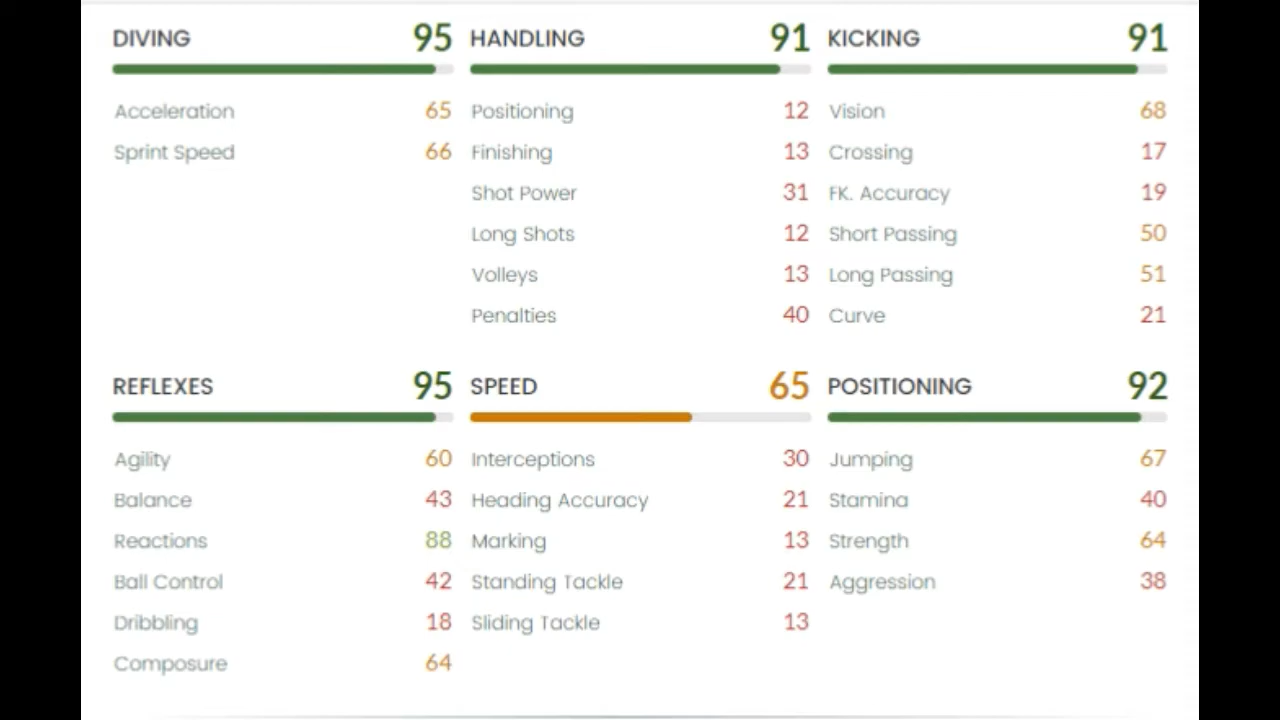 DIVING 95 HANDLING 91 KICKING 91
Acceleration 65 Positioning 12 Vision 68
Sprint Speed 66 Finishing 13 Crossing 17
Shot Power 31 FK. Accuracy 19
Long Shots 12 Short Passing 50
Volleys 13 Long Passing 51
Penalties 40 Curve 21
REFLEXES 95 SPEED 65 POSITIONING 92
Agility 60 Interceptions 30 Jumping 67
Balance 43 Heading Accuracy 21 Stamina 40
Reactions 88 Marking 13 Strength 64
Ball Control 42 Standing Tackle 21 Aggression 38
Dribbling 18 Sliding Tackle 13
Composure 64